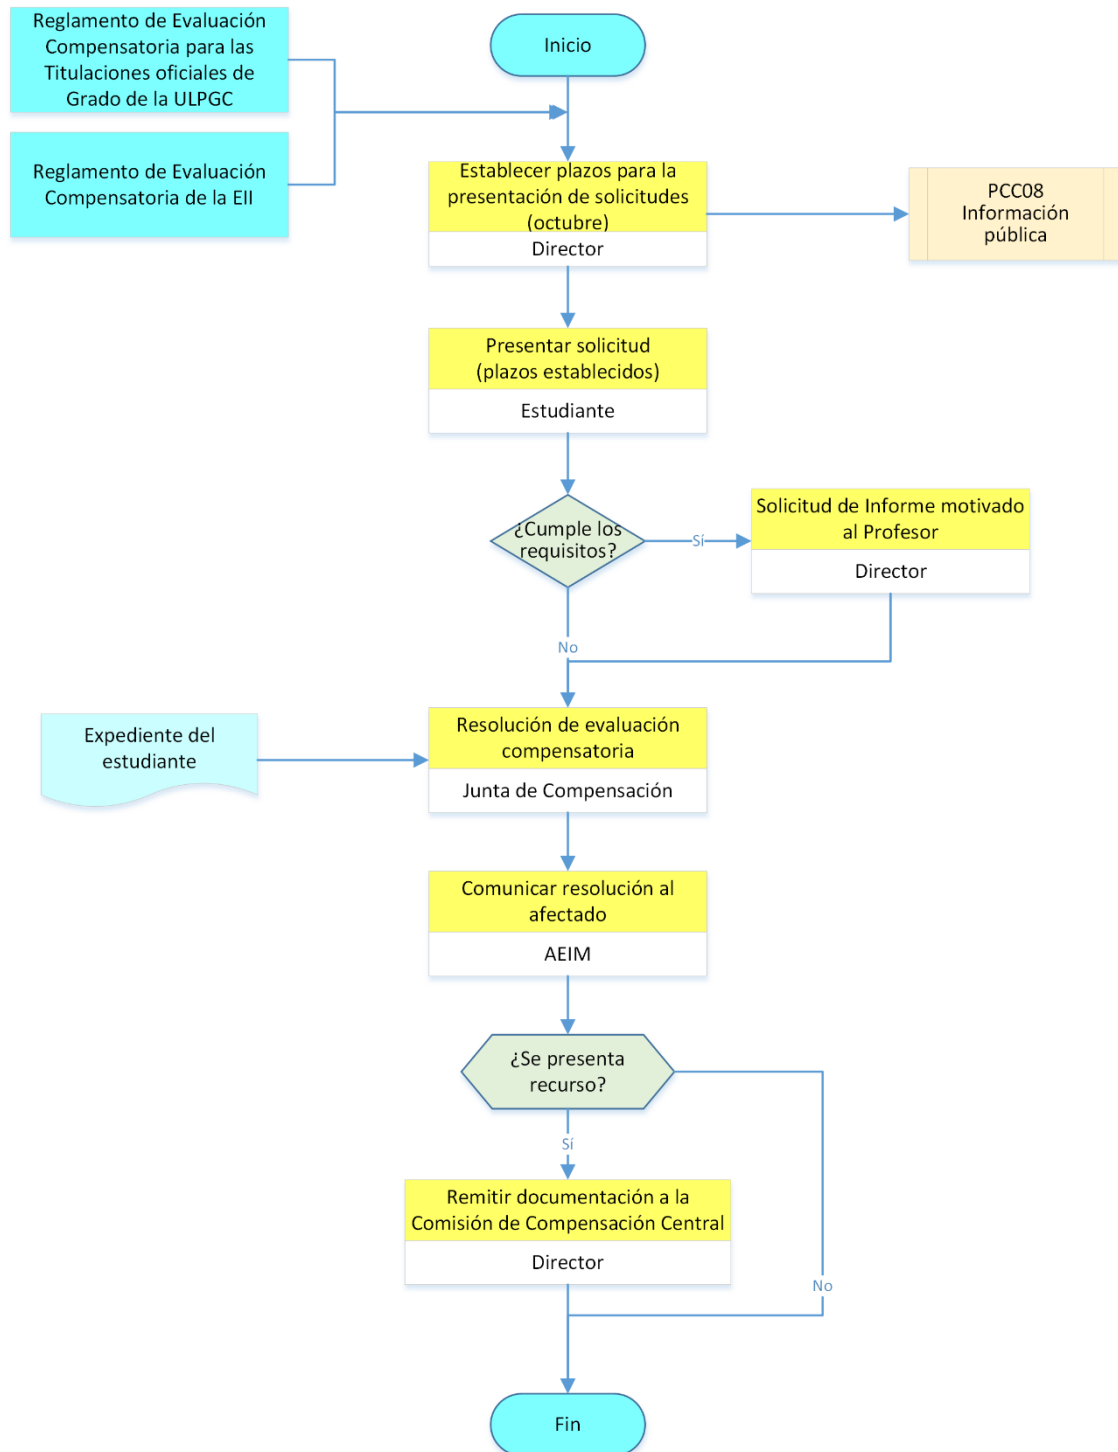 Reglamento de Evaluación
Compensatoria para las
Titulaciones oficiales de
Grado de la ULPGC
Inicio
Reglamento de Evaluación
Compensatoria de la EII
Establecer plazos para la
presentación de solicitudes
(octubre)
Director
PCC08
Información
pública
Presentar solicitud
(plazos establecidos)
Estudiante
¿Cumple los
requisitos?
Sí
Solicitud de Informe motivado
al Profesor
Director
No
Expediente del
estudiante
Resolución de evaluación
compensatoria
Junta de Compensación
Comunicar resolución al
afectado
AEIM
¿Se presenta
recurso?
Sí
Remitir documentación a la
Comisión de Compensación Central
Director
No
Fin